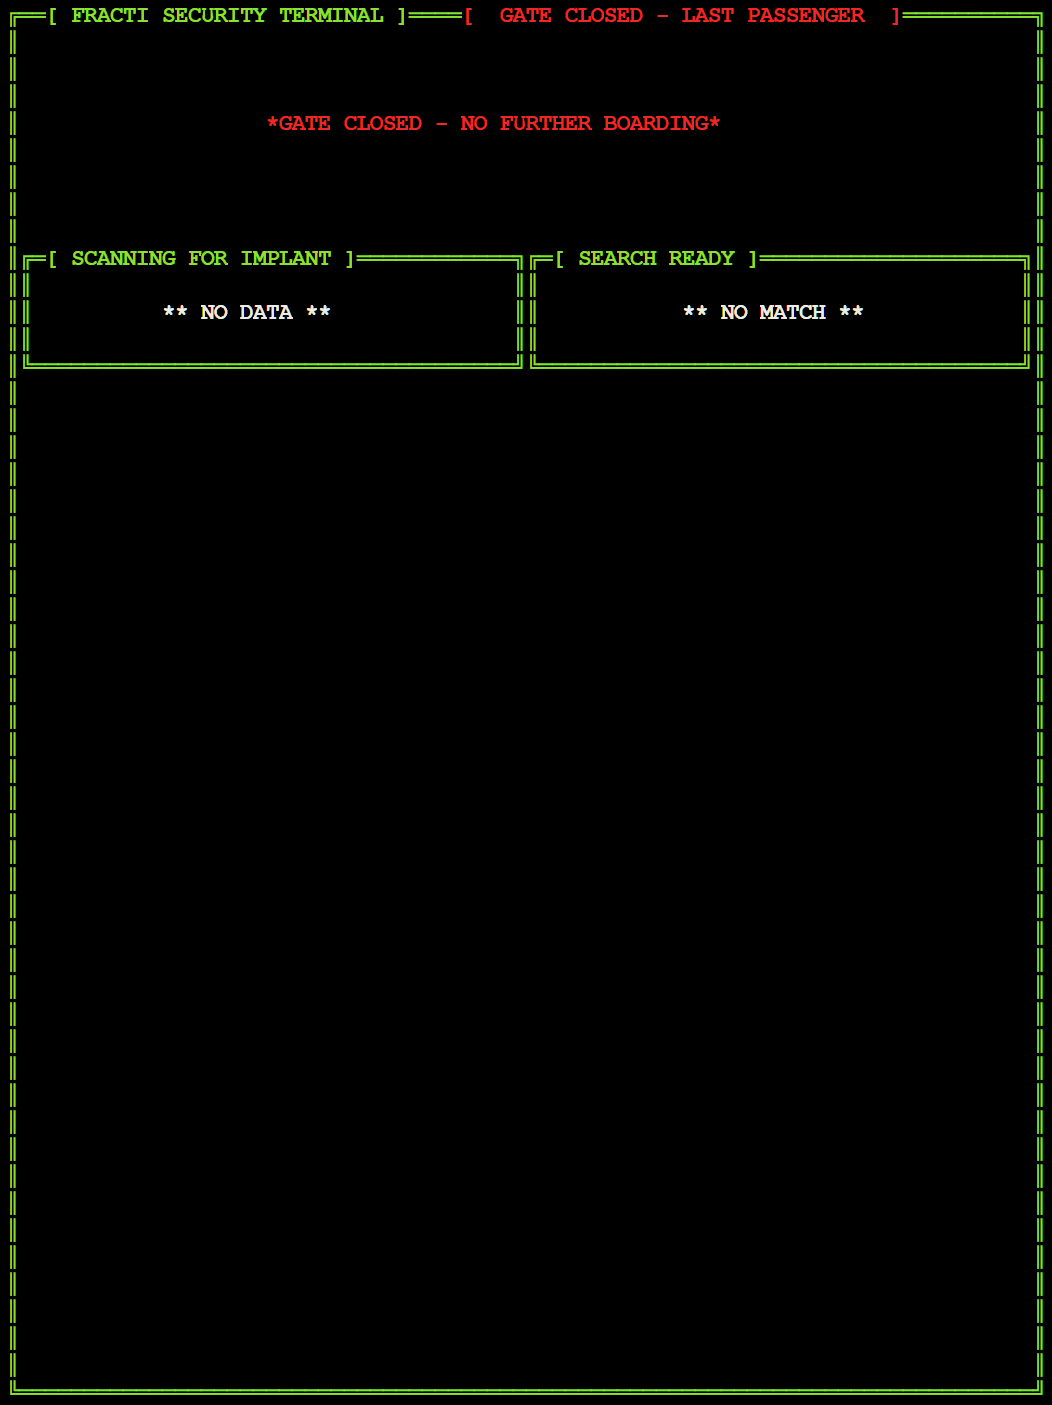 [ FRACTI SECURITY TERMINAL ] [ GATE CLOSED - LAST PASSENGER ]
*GATE CLOSED - NO FURTHER BOARDING*
[ SCANNING FOR IMPLANT ] [ SEARCH READY ]
** NO DATA ** ** NO MATCH **